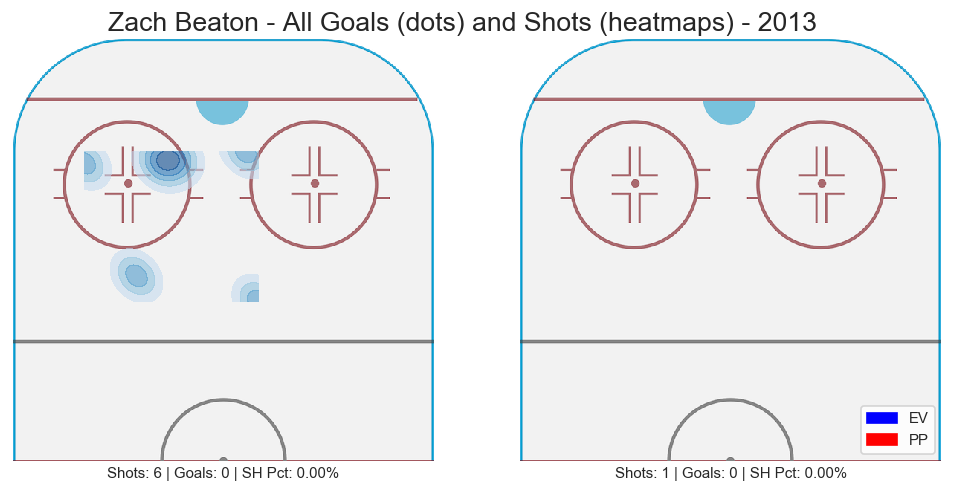 Zach Beaton - All Goals (dots) and Shots (heatmaps) - 2013
EV
PP
Shots: 6 | Goals: 0 | SH Pct: 0.00%
Shots: 1 | Goals: 0 | SH Pct: 0.00%